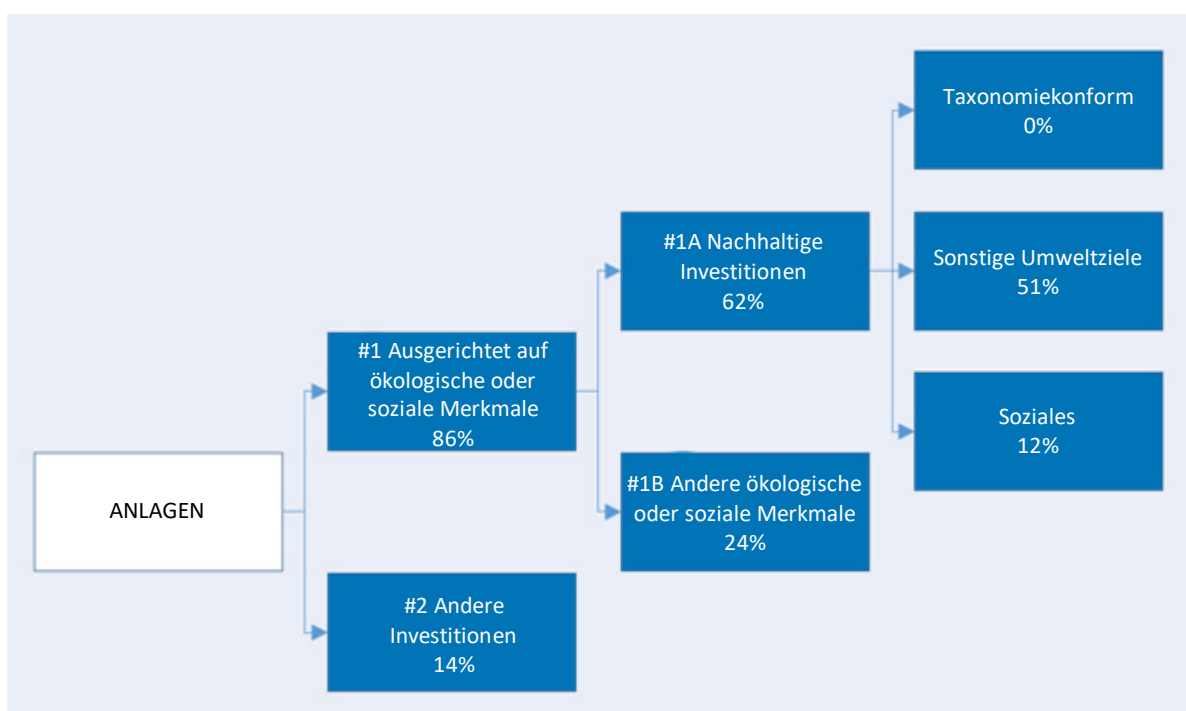 ANLAGEN
#1 Ausgerichtet auf
ökologische oder
soziale Merkmale
86%
#2 Andere
Investitionen
14%
#1A Nachhaltige
Investitionen
62%
#1B Andere ökologische
oder soziale Merkmale
24%
Taxonomiekonform
0%
Sonstige Umweltziele
51%
Soziales
12%